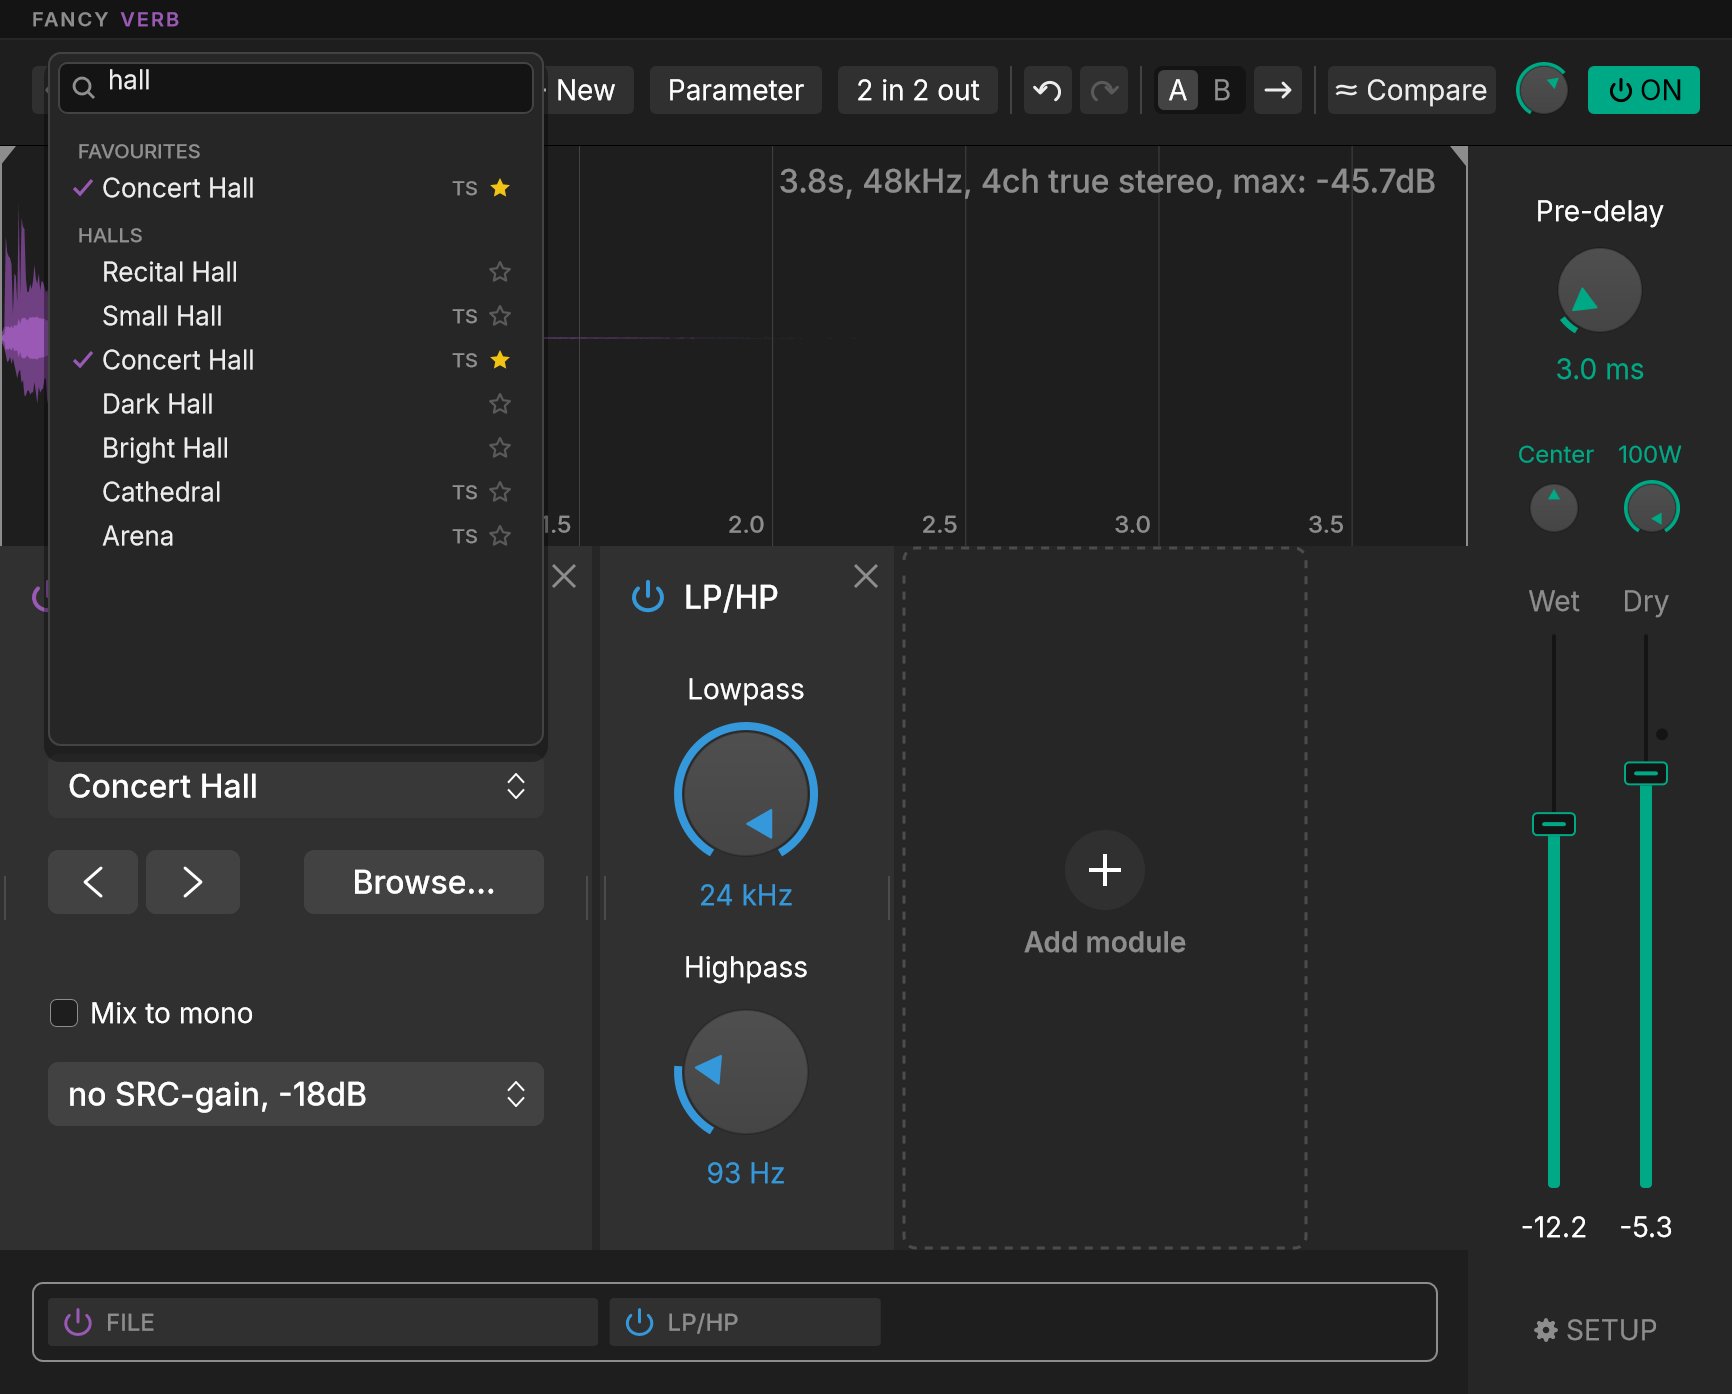 FANCY VERB
hall
New
Parameter
2 in 2 out
A B
Compare
ON
FAVOURITES
Concert Hall TS
HALLS
Recital Hall
Small Hall TS
Concert Hall TS
Dark Hall
Bright Hall
Cathedral TS
Arena TS
3.8s, 48kHz, 4ch true stereo, max: -45.7dB
1.5 2.0 2.5 3.0 3.5
Concert Hall
Browse...
Mix to mono
no SRC-gain, -18dB
LP/HP
Lowpass
24 kHz
Highpass
93 Hz
Add module
Pre-delay
3.0 ms
Center 100W
Wet Dry
-12.2 -5.3
FILE
LP/HP
SETUP